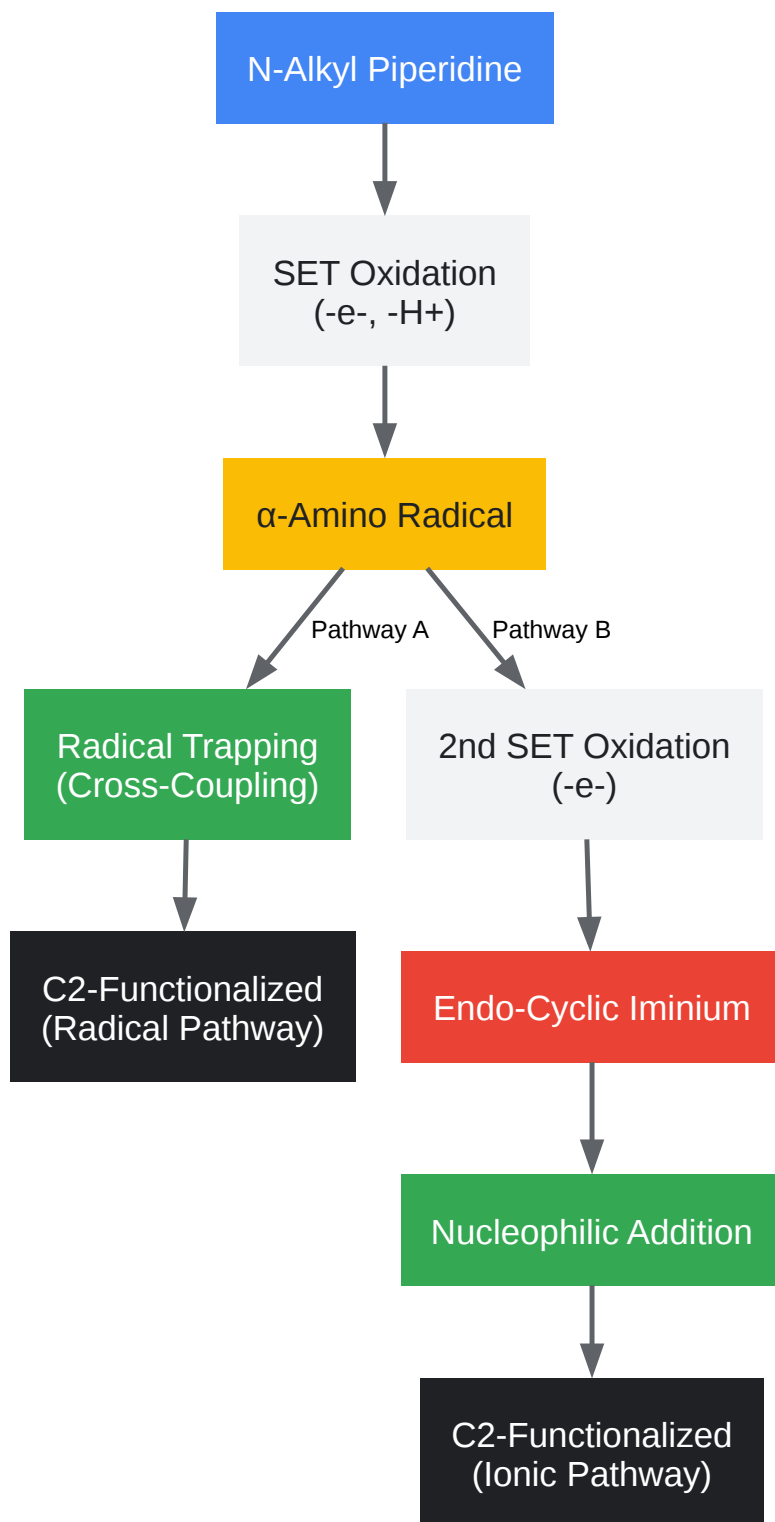 N-Alkyl Piperidine
SET Oxidation
(-e-, -H+)
α-Amino Radical
Pathway A
Pathway B
Radical Trapping
(Cross-Coupling)
2nd SET Oxidation
(-e-)
C2-Functionalized
(Radical Pathway)
Endo-Cyclic Iminium
Nucleophilic Addition
C2-Functionalized
(Ionic Pathway)